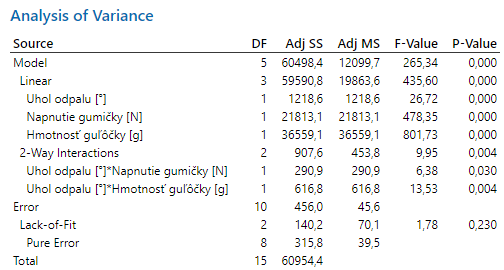 Analysis of Variance
Source DF Adj SS Adj MS F-Value P-Value
Model 5 60498,4 12099,7 265,34 0,000
Linear 3 59590,8 19863,6 435,60 0,000
Uhol odpalu [°] 1 1218,6 1218,6 26,72 0,000
Napnutie gumičky [N] 1 21813,1 21813,1 478,35 0,000
Hmotnosť guľôčky [g] 1 36559,1 36559,1 801,73 0,000
2-Way Interactions 2 907,6 453,8 9,95 0,004
Uhol odpalu [°]*Napnutie gumičky [N] 1 290,9 290,9 6,38 0,030
Uhol odpalu [°]*Hmotnosť guľôčky [g] 1 616,8 616,8 13,53 0,004
Error 10 456,0 45,6
Lack-of-Fit 2 140,2 70,1 1,78 0,230
Pure Error 8 315,8 39,5
Total 15 60954,4